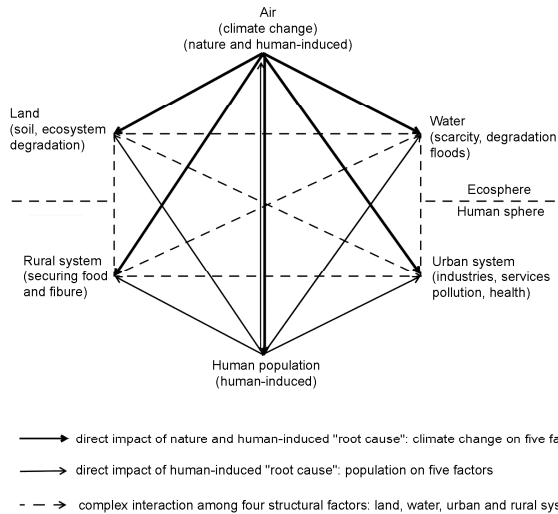 Air
(climate change)
(nature and human-induced)
Land
(soil, ecosystem
degradation)
Water
(scarcity, degradation
floods)
Ecosphere
Human sphere
Rural system
(securing food
and fibure)
Urban system
(industries, services
pollution, health)
Human population
(human-induced)
direct impact of nature and human-induced "root cause": climate change on five fa
direct impact of human-induced "root cause": population on five factors
complex interaction among four structural factors: land, water, urban and rural sys